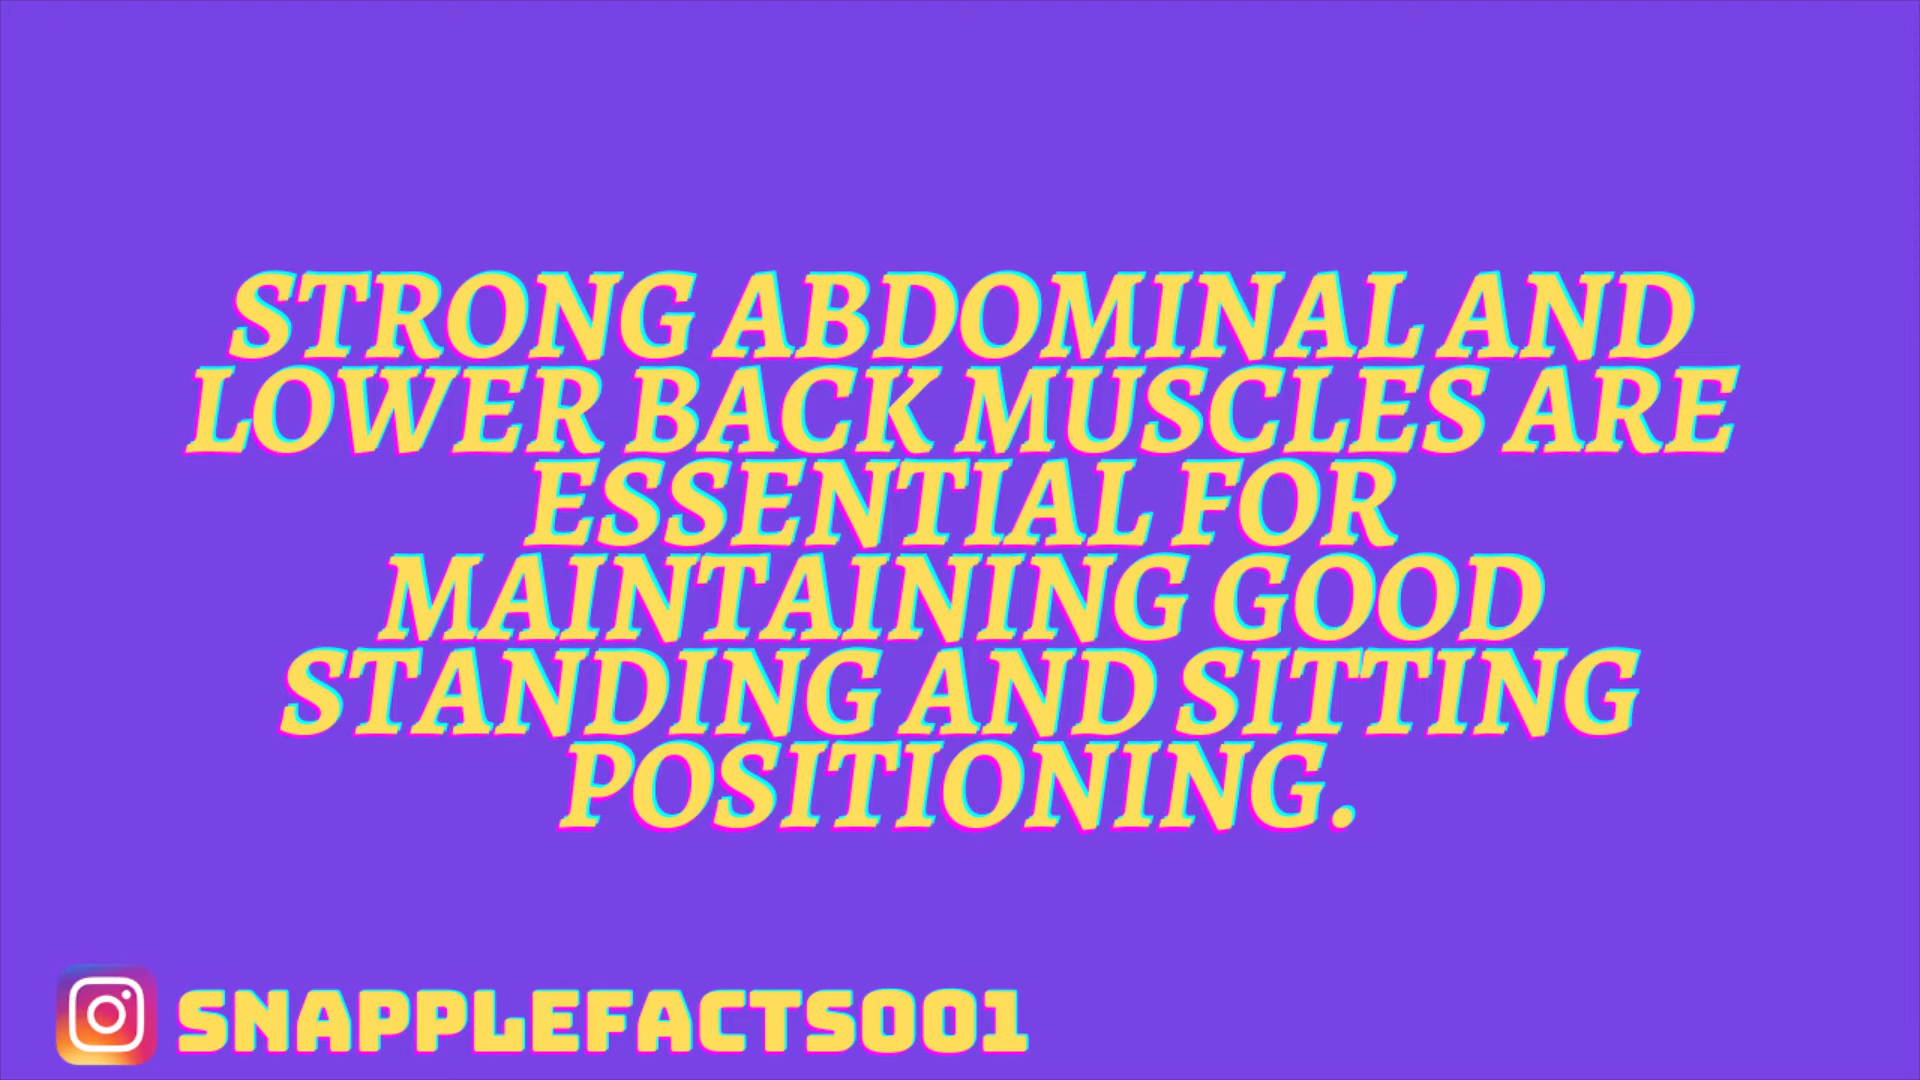 STRONG ABDOMINAL AND
LOWER BACK MUSCLES ARE
ESSENTIAL FOR
MAINTAINING GOOD
STANDING AND SITTING
POSITIONING.
SNAPPLEFACTS001